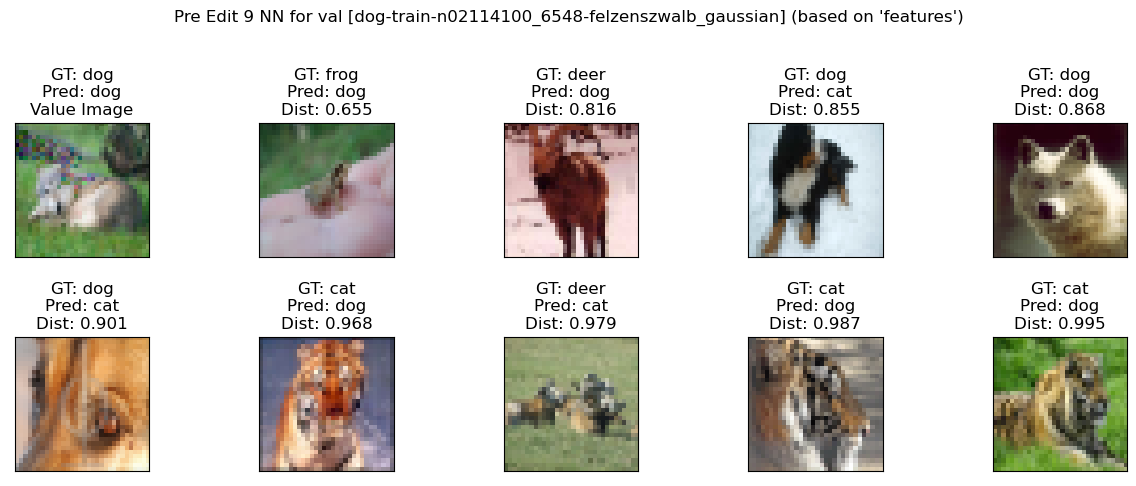 Pre Edit 9 NN for val [dog-train-n02114100_6548-felzenszwalb_gaussian] (based on 'features')
GT: dog
Pred: dog
Value Image
GT: frog
Pred: dog
Dist: 0.655
GT: deer
Pred: dog
Dist: 0.816
GT: dog
Pred: cat
Dist: 0.855
GT: dog
Pred: dog
Dist: 0.868
GT: dog
Pred: cat
Dist: 0.901
GT: cat
Pred: dog
Dist: 0.968
GT: deer
Pred: cat
Dist: 0.979
GT: cat
Pred: dog
Dist: 0.987
GT: cat
Pred: dog
Dist: 0.995